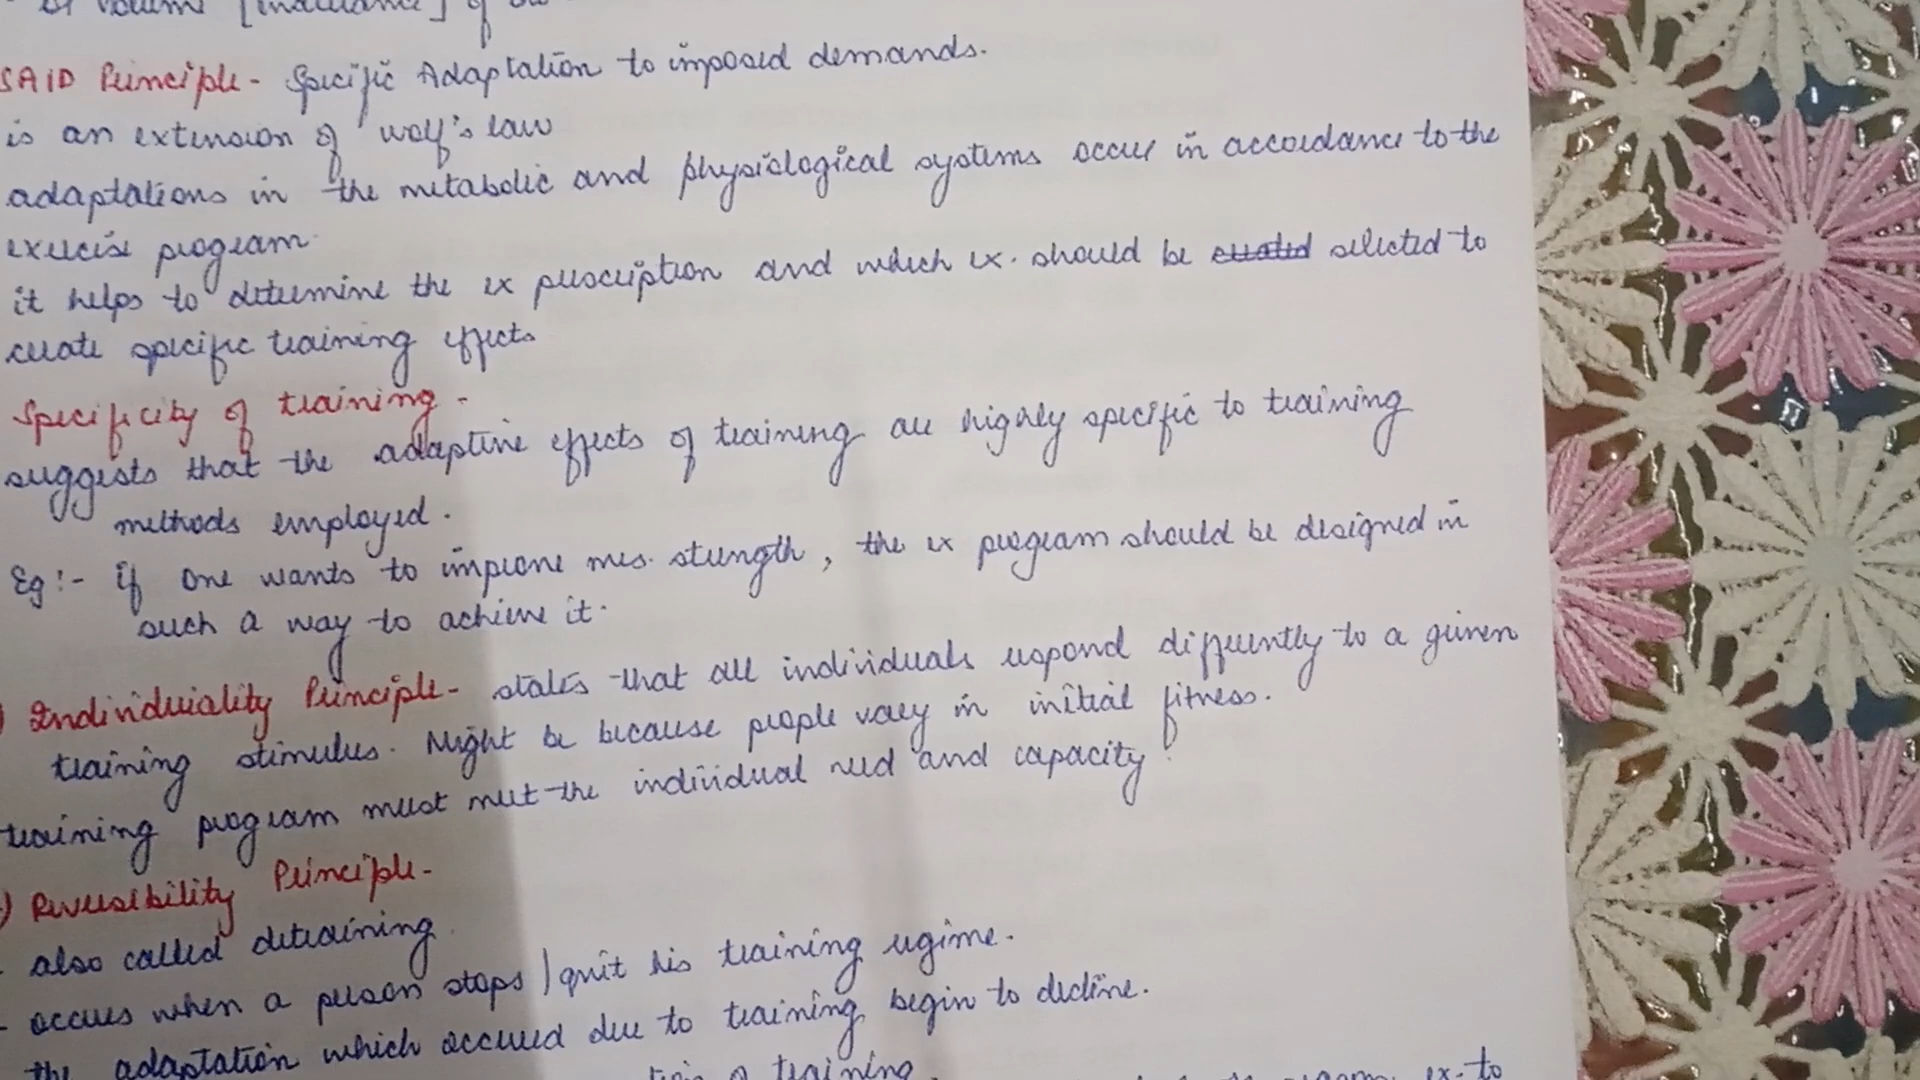 of volume [ ] of
SAID Principle - Specific Adaptation to imposed demands.
is an extension of wolf's law
adaptations in the metabolic and physiological systems occur in accordance to the
exercise program.
it helps to determine the ex prescription and which ex. should be created selected to
create specific training effects
Specificity of training -
suggests that the adaptive effects of training are highly specific to training
methods employed.
Eg :- if one wants to improve mus. strength, the ex program should be designed in
such a way to achieve it.
) Individuality Principle - states that all individuals respond differently to a given
training stimulus. Might be because people vary in initial fitness.
training program must meet the individual need and capacity.
) Reversibility Principle -
- also called detraining.
- occurs when a person stops / quit his training regime.
the adaptation which occured due to training begin to decline.
training.
ex. to